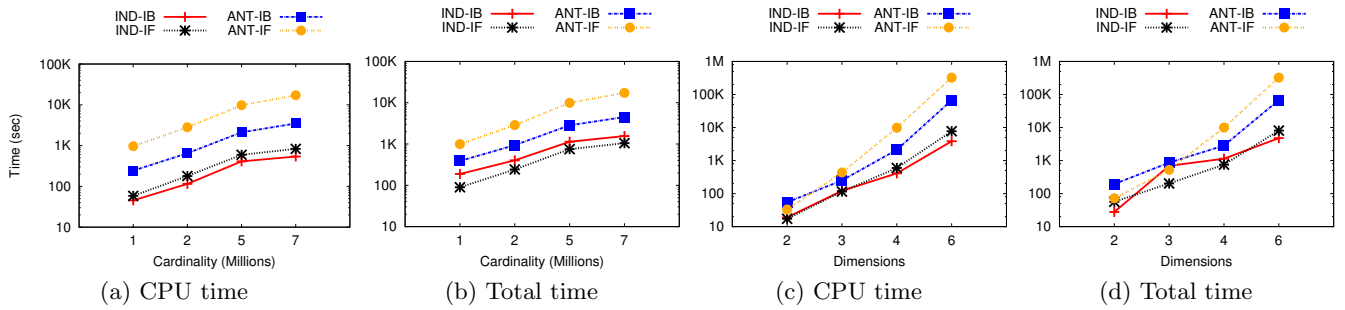 IND-IB ANT-IB
IND-IF ANT-IF
Time (sec)
100K
10K
1K
100
10
1 2 5 7
Cardinality (Millions)
(a) CPU time
IND-IB ANT-IB
IND-IF ANT-IF
100K
10K
1K
100
10
1 2 5 7
Cardinality (Millions)
(b) Total time
IND-IB ANT-IB
IND-IF ANT-IF
1M
100K
10K
1K
100
10
2 3 4 6
Dimensions
(c) CPU time
IND-IB ANT-IB
IND-IF ANT-IF
1M
100K
10K
1K
100
10
2 3 4 6
Dimensions
(d) Total time